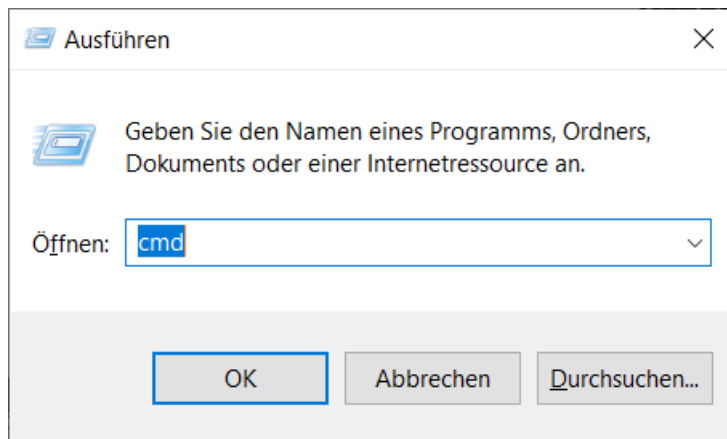 Ausführen
Geben Sie den Namen eines Programms, Ordners,
Dokuments oder einer Internetressource an.
Öffnen: cmd
OK Abbrechen Durchsuchen...